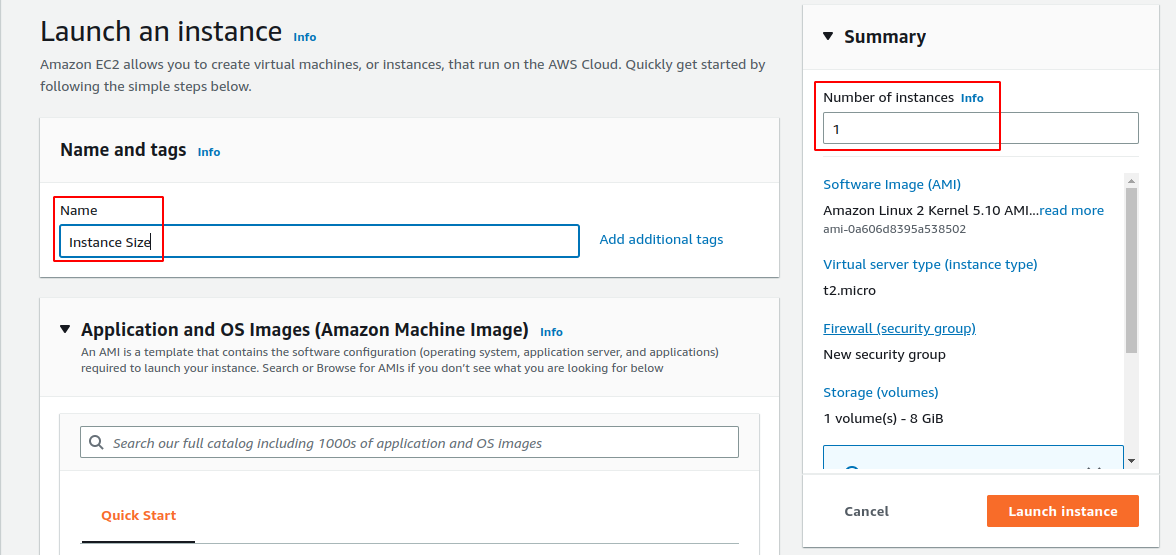 Launch an instance Info
Amazon EC2 allows you to create virtual machines, or instances, that run on the AWS Cloud. Quickly get started by
following the simple steps below.
Name and tags Info
Name
Instance Size
Add additional tags
Application and OS Images (Amazon Machine Image) Info
An AMI is a template that contains the software configuration (operating system, application server, and applications)
required to launch your instance. Search or Browse for AMIs if you don't see what you are looking for below
Search our full catalog including 1000s of application and OS images
Quick Start
Summary
Number of instances Info
1
Software Image (AMI)
Amazon Linux 2 Kernel 5.10 AMI...read more
ami-0a606d8395a538502
Virtual server type (instance type)
t2.micro
Firewall (security group)
New security group
Storage (volumes)
1 volume(s) - 8 GiB
Cancel
Launch instance